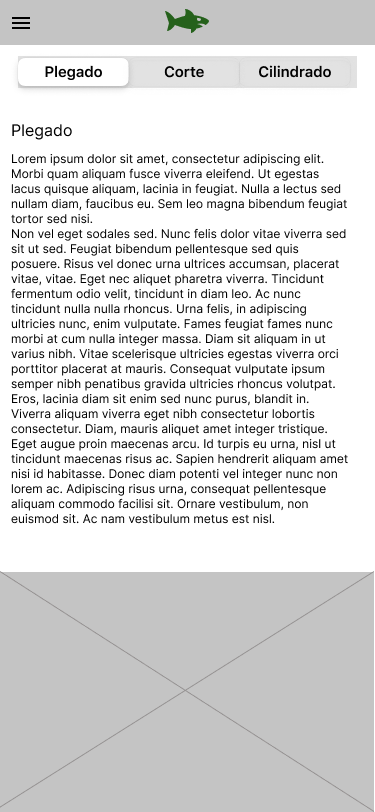 Plegado
Corte
Cilindrado
Plegado
Lorem ipsum dolor sit amet, consectetur adipiscing elit.
Morbi quam aliquam fusce viverra eleifend. Ut egestas
lacus quisque aliquam, lacinia in feugiat. Nulla a lectus sed
nullam diam, faucibus eu. Sem leo magna bibendum feugiat
tortor sed nisi.
Non vel eget sodales sed. Nunc felis dolor vitae viverra sed
sit ut sed. Feugiat bibendum pellentesque sed quis
posuere. Risus vel donec urna ultrices accumsan, placerat
vitae, vitae. Eget nec aliquet pharetra viverra. Tincidunt
fermentum odio velit, tincidunt in diam leo. Ac nunc
tincidunt nulla nulla rhoncus. Urna felis, in adipiscing
ultricies nunc, enim vulputate. Fames feugiat fames nunc
morbi at cum nulla integer massa. Diam sit aliquam in ut
varius nibh. Vitae scelerisque ultricies egestas viverra orci
porttitor placerat at mauris. Consequat vulputate ipsum
semper nibh penatibus gravida ultricies rhoncus volutpat.
Eros, lacinia diam sit enim sed nunc purus, blandit in.
Viverra aliquam viverra eget nibh consectetur lobortis
consectetur. Diam, mauris aliquet amet integer tristique.
Eget augue proin maecenas arcu. Id turpis eu urna, nisl ut
tincidunt maecenas risus ac. Sapien hendrerit aliquam amet
nisi id habitasse. Donec diam potenti vel integer nunc non
lorem ac. Adipiscing risus urna, consequat pellentesque
aliquam commodo facilisi sit. Ornare vestibulum, non
euismod sit. Ac nam vestibulum metus est nisl.